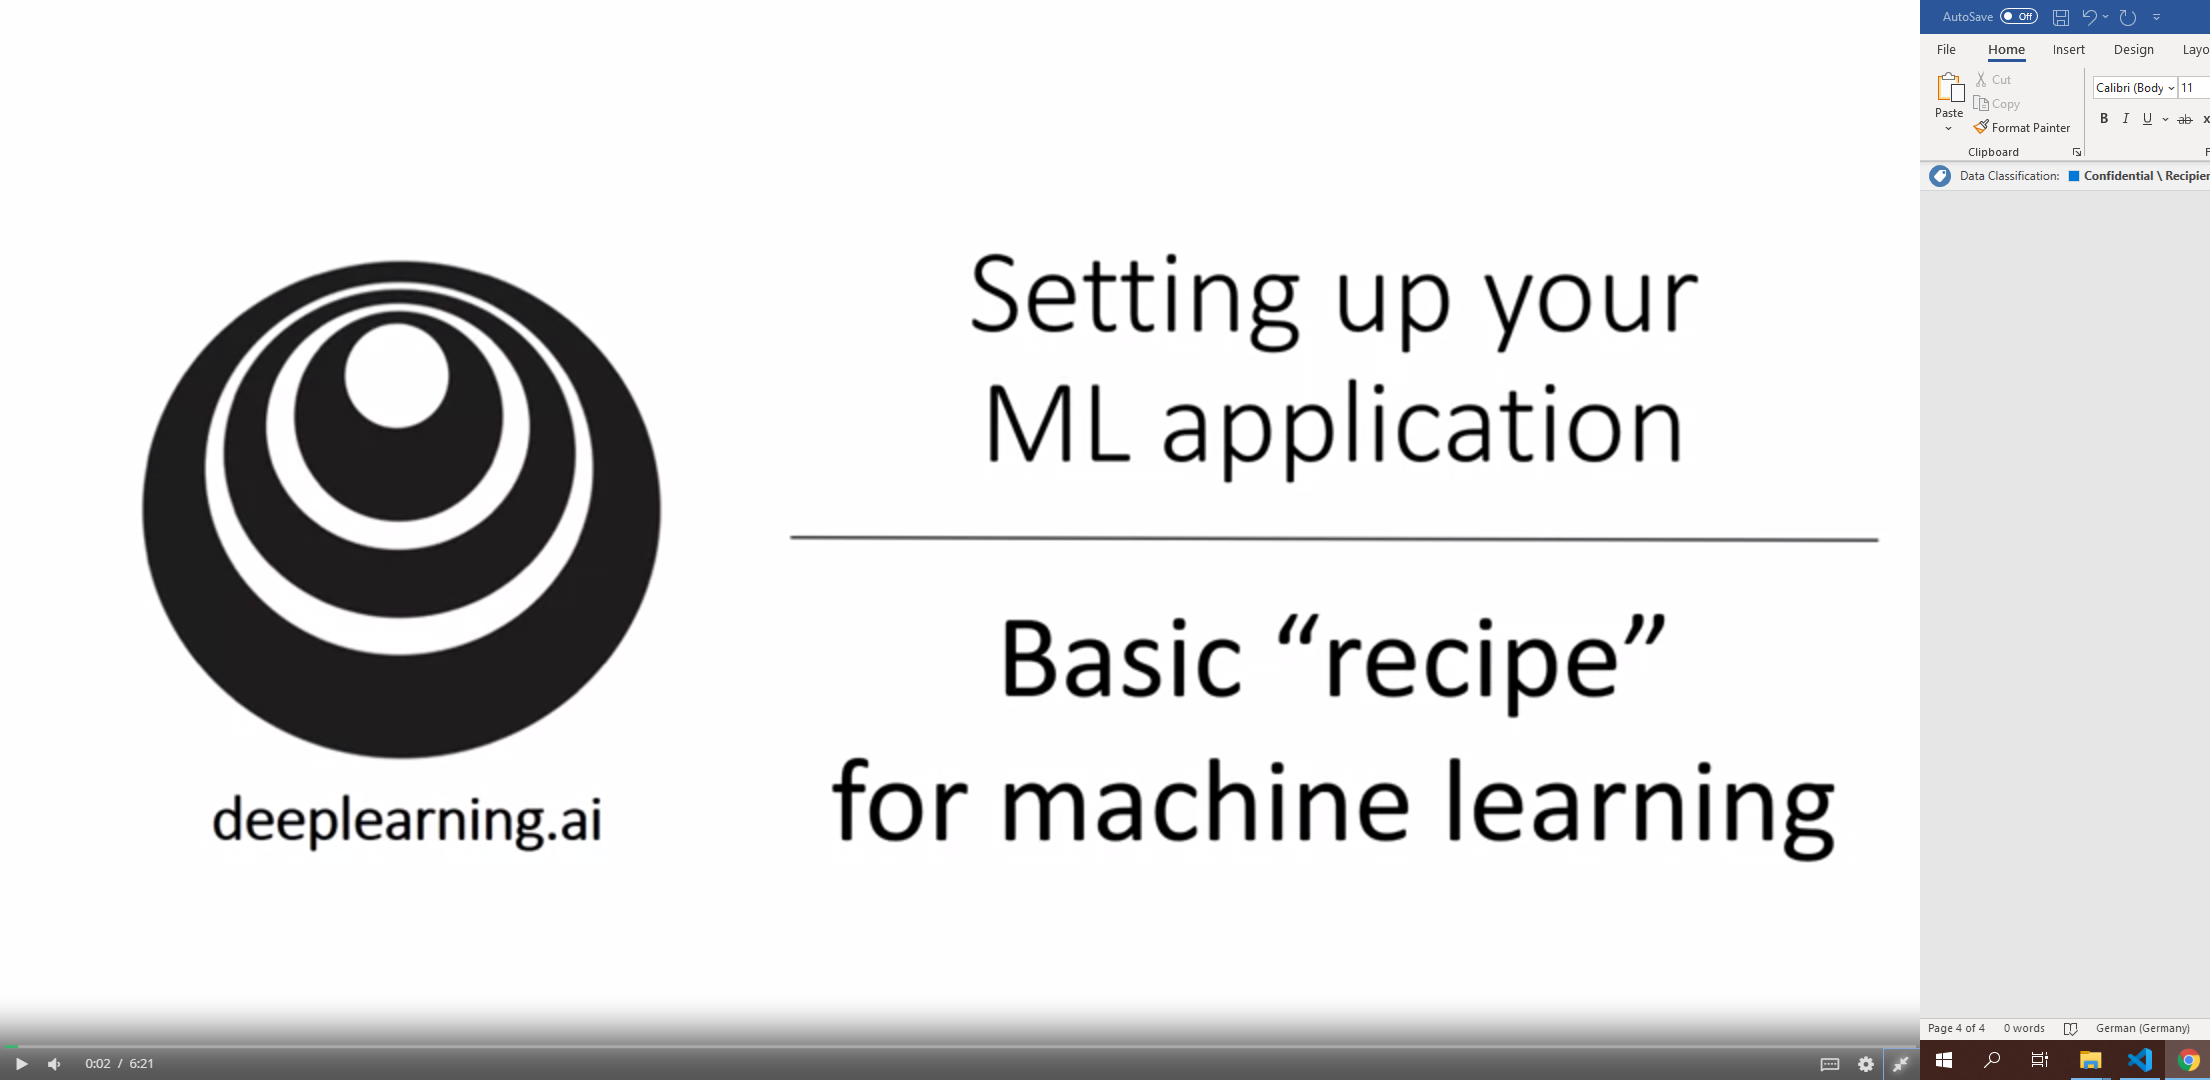 Setting up your
ML application
Basic “recipe”
for machine learning
deeplearning.ai
0:02 / 6:21
AutoSave Off
File Home Insert Design Layo
Paste
Cut
Copy
Format Painter
Clipboard
Calibri (Body 11
B I U ab x
F
Data Classification: Confidential \ Recipien
Page 4 of 4 0 words German (Germany)